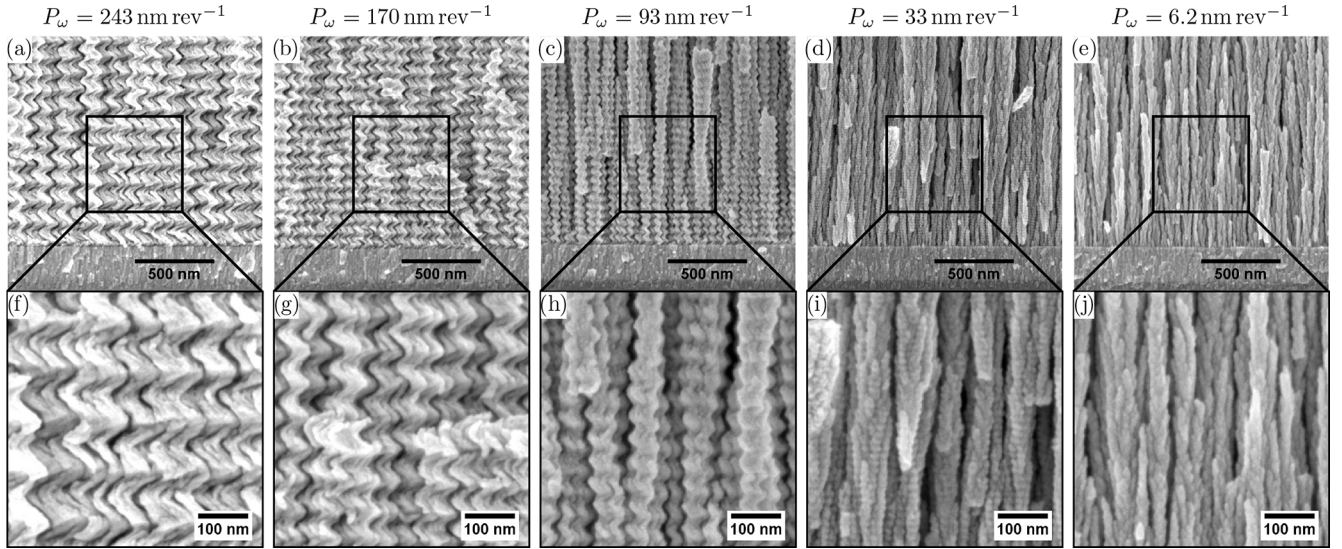 P_ω = 243 nm rev⁻¹ P_ω = 170 nm rev⁻¹ P_ω = 93 nm rev⁻¹ P_ω = 33 nm rev⁻¹ P_ω = 6.2 nm rev⁻¹
(a) (b) (c) (d) (e)
500 nm 500 nm 500 nm 500 nm 500 nm
(f) (g) (h) (i) (j)
100 nm 100 nm 100 nm 100 nm 100 nm